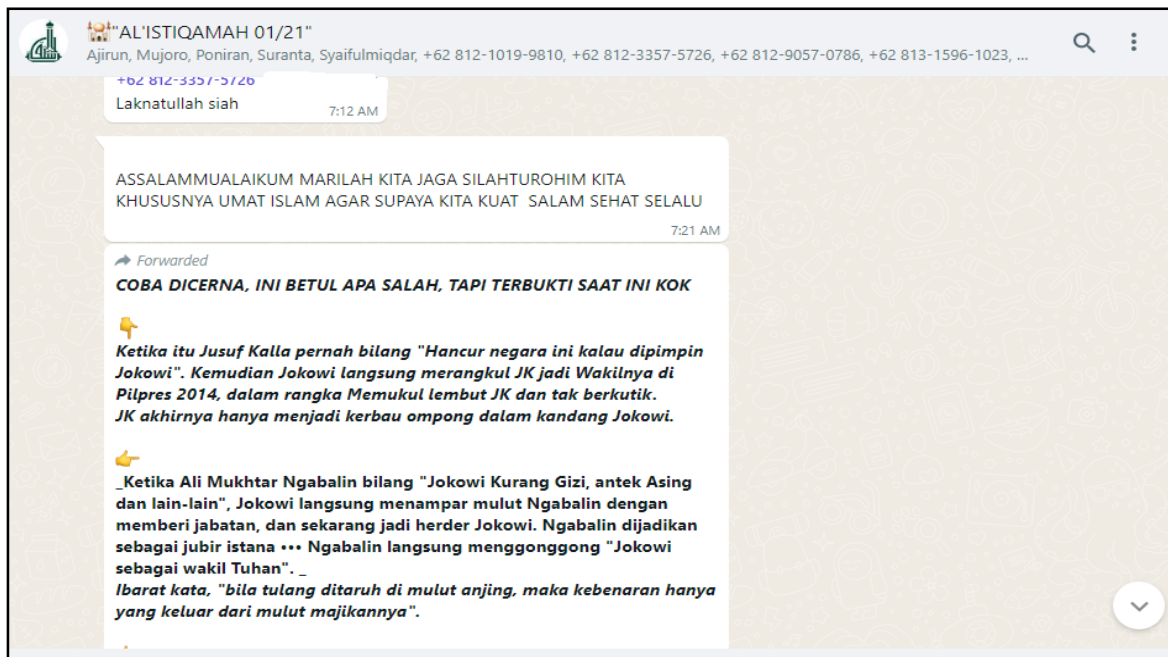 "AL'ISTIQAMAH 01/21"
Ajirun, Mujoro, Poniran, Suranta, Syaifulmiqdar, +62 812-1019-9810, +62 812-3357-5726, +62 812-9057-0786, +62 813-1596-1023, ...
+62 812-3357-5726
Laknatullah siah
7:12 AM
ASSALAMMUALAIKUM MARILAH KITA JAGA SILAHTUROHIM KITA
KHUSUSNYA UMAT ISLAM AGAR SUPAYA KITA KUAT SALAM SEHAT SELALU
7:21 AM
Forwarded
COBA DICERNA, INI BETUL APA SALAH, TAPI TERBUKTI SAAT INI KOK
👇
Ketika itu Jusuf Kalla pernah bilang "Hancur negara ini kalau dipimpin
Jokowi". Kemudian Jokowi langsung merangkul JK jadi Wakilnya di
Pilpres 2014, dalam rangka Memukul lembut JK dan tak berkutik.
JK akhirnya hanya menjadi kerbau ompong dalam kandang Jokowi.
👉
_Ketika Ali Mukhtar Ngabalin bilang "Jokowi Kurang Gizi, antek Asing
dan lain-lain", Jokowi langsung menampar mulut Ngabalin dengan
memberi jabatan, dan sekarang jadi herder Jokowi. Ngabalin dijadikan
sebagai jubir istana ••• Ngabalin langsung menggonggong "Jokowi
sebagai wakil Tuhan". _
Ibarat kata, "bila tulang ditaruh di mulut anjing, maka kebenaran hanya
yang keluar dari mulut majikannya".